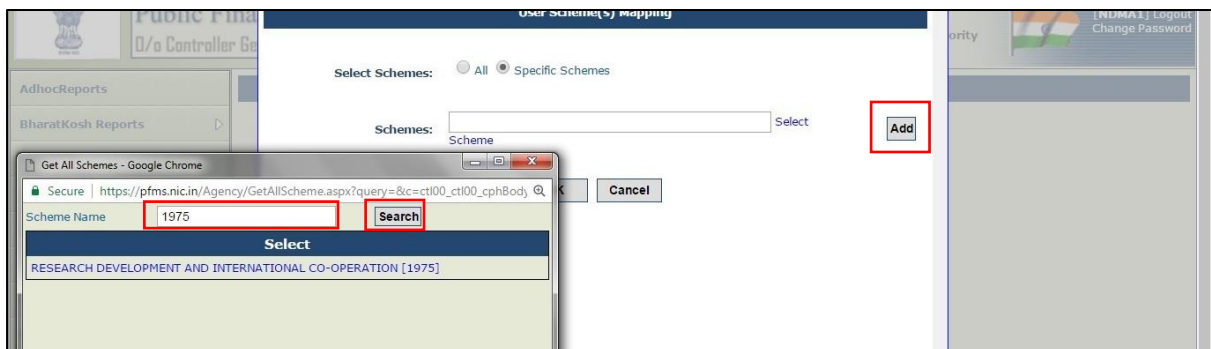 User Scheme(s) Mapping
Public Fina
O/o Controller Ge
[NDMA1] Logout
Change Password
ority
Select Schemes: All Specific Schemes
AdhocReports
BharatKosh Reports
Schemes: Select
Scheme
Add
Get All Schemes - Google Chrome
Secure | https://pfms.nic.in/Agency/GetAllScheme.aspx?query=&c=ctl00_ctl00_cphBody
Cancel
Scheme Name 1975 Search
Select
RESEARCH DEVELOPMENT AND INTERNATIONAL CO-OPERATION [1975]